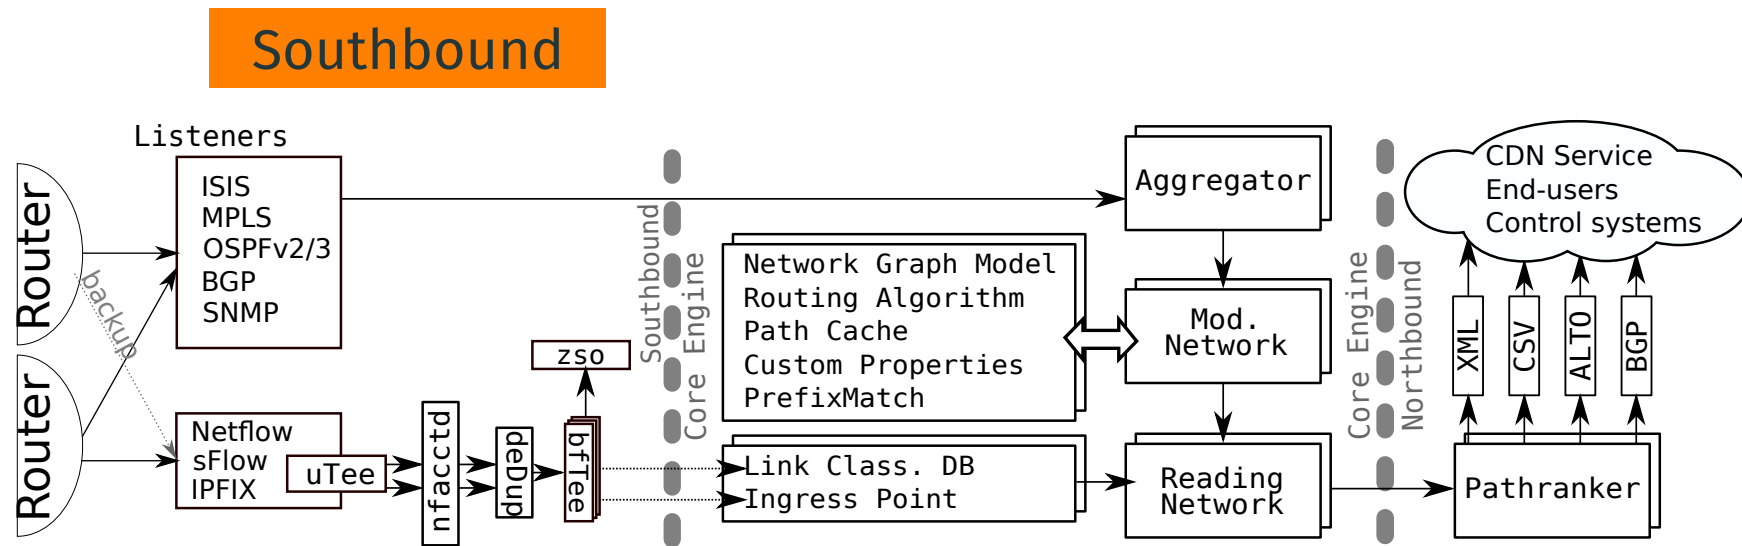 Southbound
Listeners
Router
Router
backup
ISIS
MPLS
OSPFv2/3
BGP
SNMP
Netflow
sFlow
IPFIX
uTee
nfacctd
deDup
bfTee
zso
Southbound
Core Engine
Network Graph Model
Routing Algorithm
Path Cache
Custom Properties
PrefixMatch
Link Class. DB
Ingress Point
Aggregator
Mod.
Network
Reading
Network
Core Engine
Northbound
CDN Service
End-users
Control systems
XML
CSV
ALTO
BGP
Pathranker